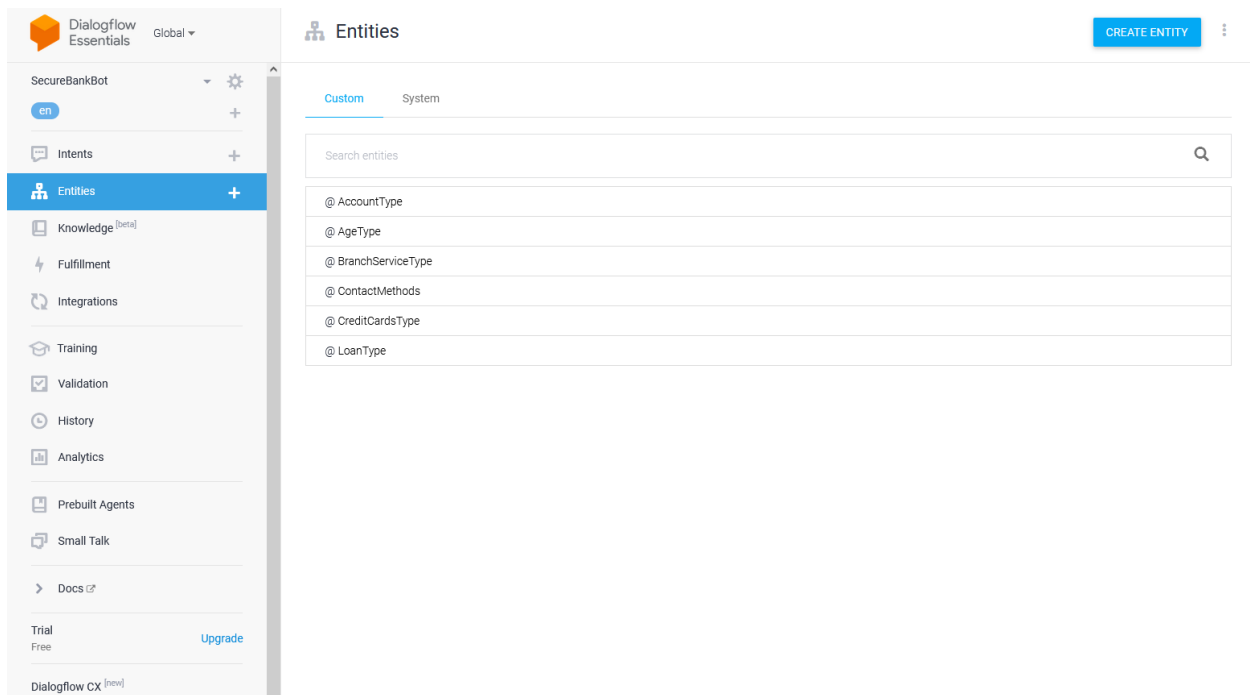 Dialogflow
Essentials
Global
SecureBankBot
en
Intents
Entities
Knowledge [beta]
Fulfillment
Integrations
Training
Validation
History
Analytics
Prebuilt Agents
Small Talk
Docs
Trial
Free
Upgrade
Dialogflow CX [new]
Entities
CREATE ENTITY
Custom
System
Search entities
@ AccountType
@ AgeType
@ BranchServiceType
@ ContactMethods
@ CreditCardsType
@ LoanType